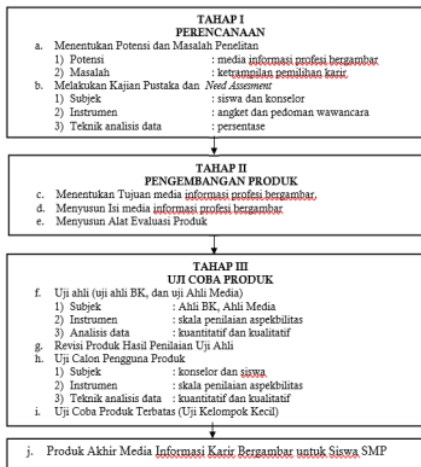 TAHAP I
PERENCANAAN
a. Menentukan Potensi dan Masalah Penelitan
1) Potensi : media informasi profesi bergambar
2) Masalah : ketrampilan pemilihan karir
b. Melakukan Kajian Pustaka dan Need Assesment
1) Subjek : siswa dan konselor
2) Instrumen : angket dan pedoman wawancara
3) Teknik analisis data : persentase
TAHAP II
PENGEMBANGAN PRODUK
c. Menentukan Tujuan media informasi profesi bergambar,
d. Menyusun Isi media informasi profesi bergambar
e. Menyusun Alat Evaluasi Produk
TAHAP III
UJI COBA PRODUK
f. Uji ahli (uji ahli BK, dan uji Ahli Media)
1) Subjek : Ahli BK, Ahli Media
2) Instrumen : skala penilaian aspekbilitas
3) Analisis data : kuantitatif dan kualitatif
g. Revisi Produk Hasil Penilaian Uji Ahli
h. Uji Calon Pengguna Produk
1) Subjek : konselor dan siswa
2) Instrumen : skala penilaian aspekbilitas
3) Teknik analisis data : kuantitatif dan kualitatif
i. Uji Coba Produk Terbatas (Uji Kelompok Kecil)
j. Produk Akhir Media Informasi Karir Bergambar untuk Siswa SMP